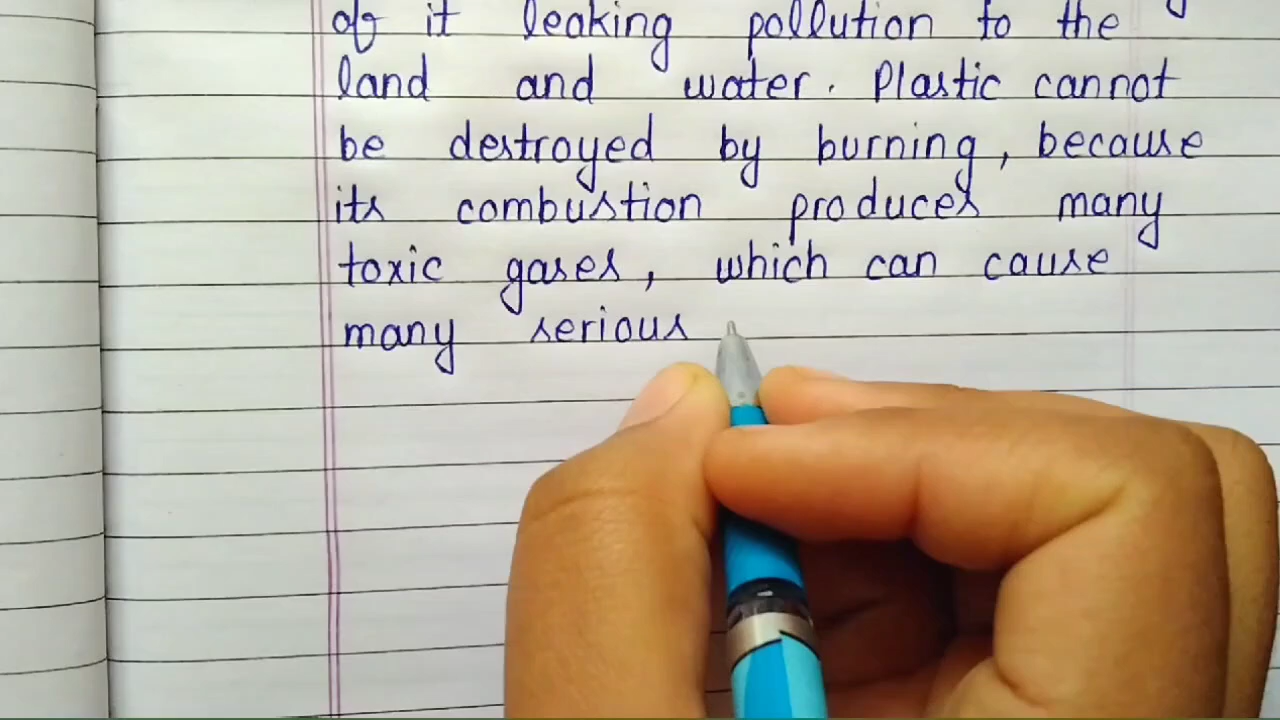 of it leaking pollution to the
land and water. Plastic cannot
be destroyed by burning, because
its combustion produces many
toxic gases, which can cause
many serious